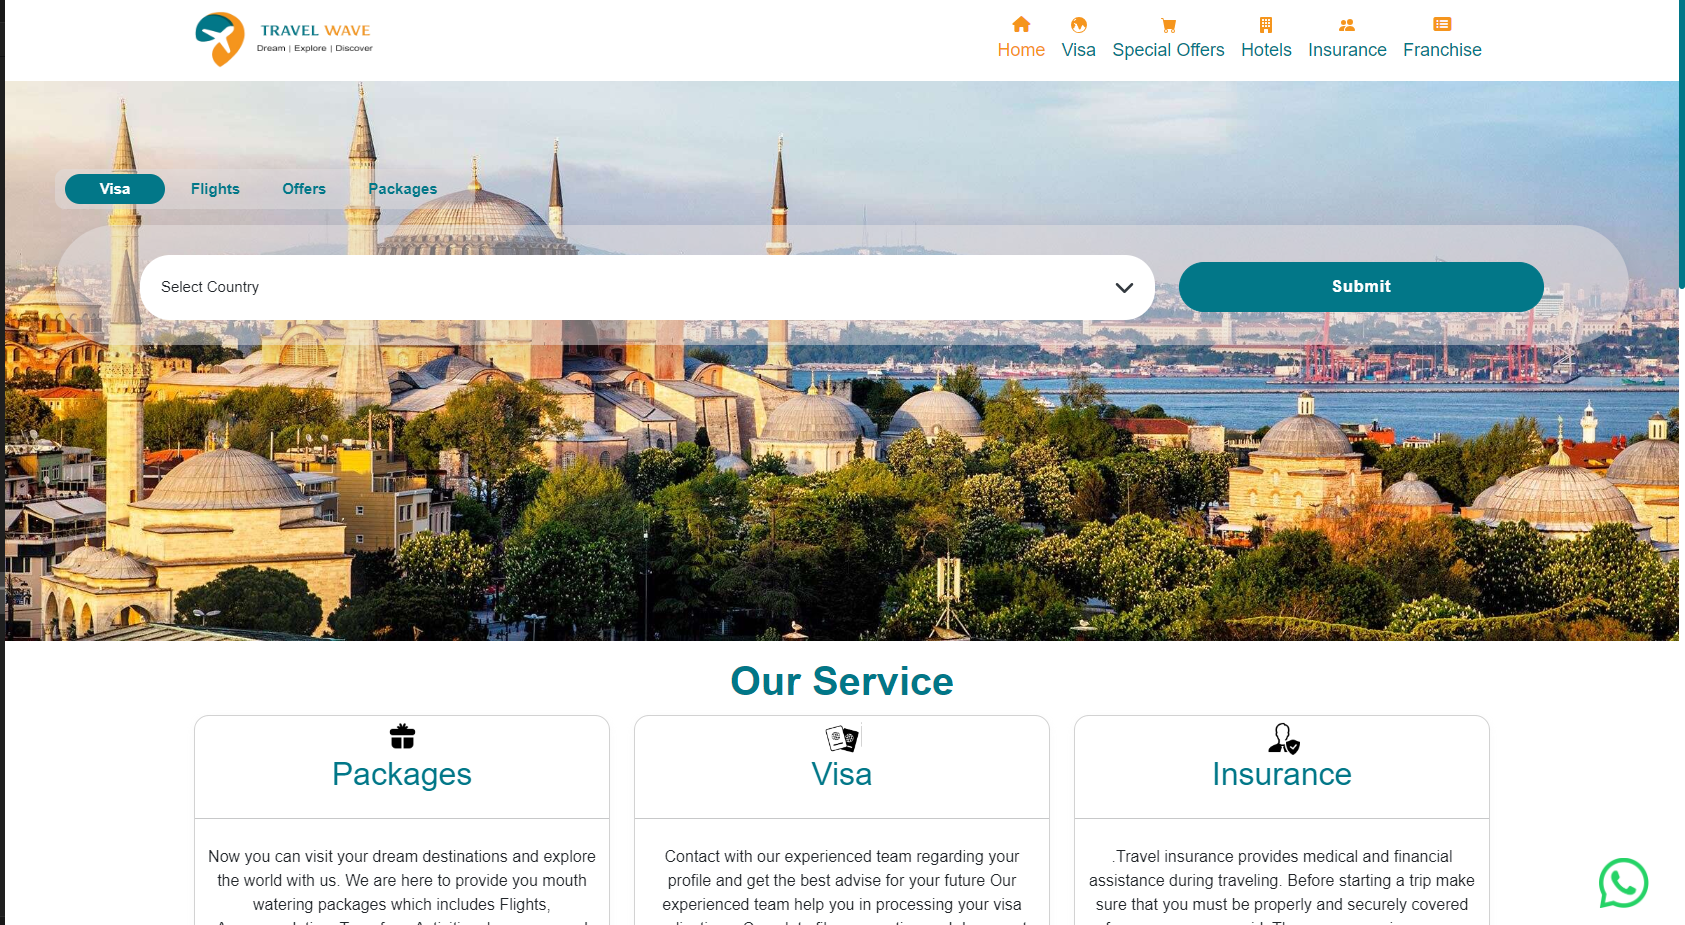 TRAVEL WAVE
Dream | Explore | Discover
Home Visa Special Offers Hotels Insurance Franchise
Visa Flights Offers Packages
Select Country
Submit
Our Service
Packages
Now you can visit your dream destinations and explore
the world with us. We are here to provide you mouth
watering packages which includes Flights,
Visa
Contact with our experienced team regarding your
profile and get the best advise for your future Our
experienced team help you in processing your visa
Insurance
.Travel insurance provides medical and financial
assistance during traveling. Before starting a trip make
sure that you must be properly and securely covered